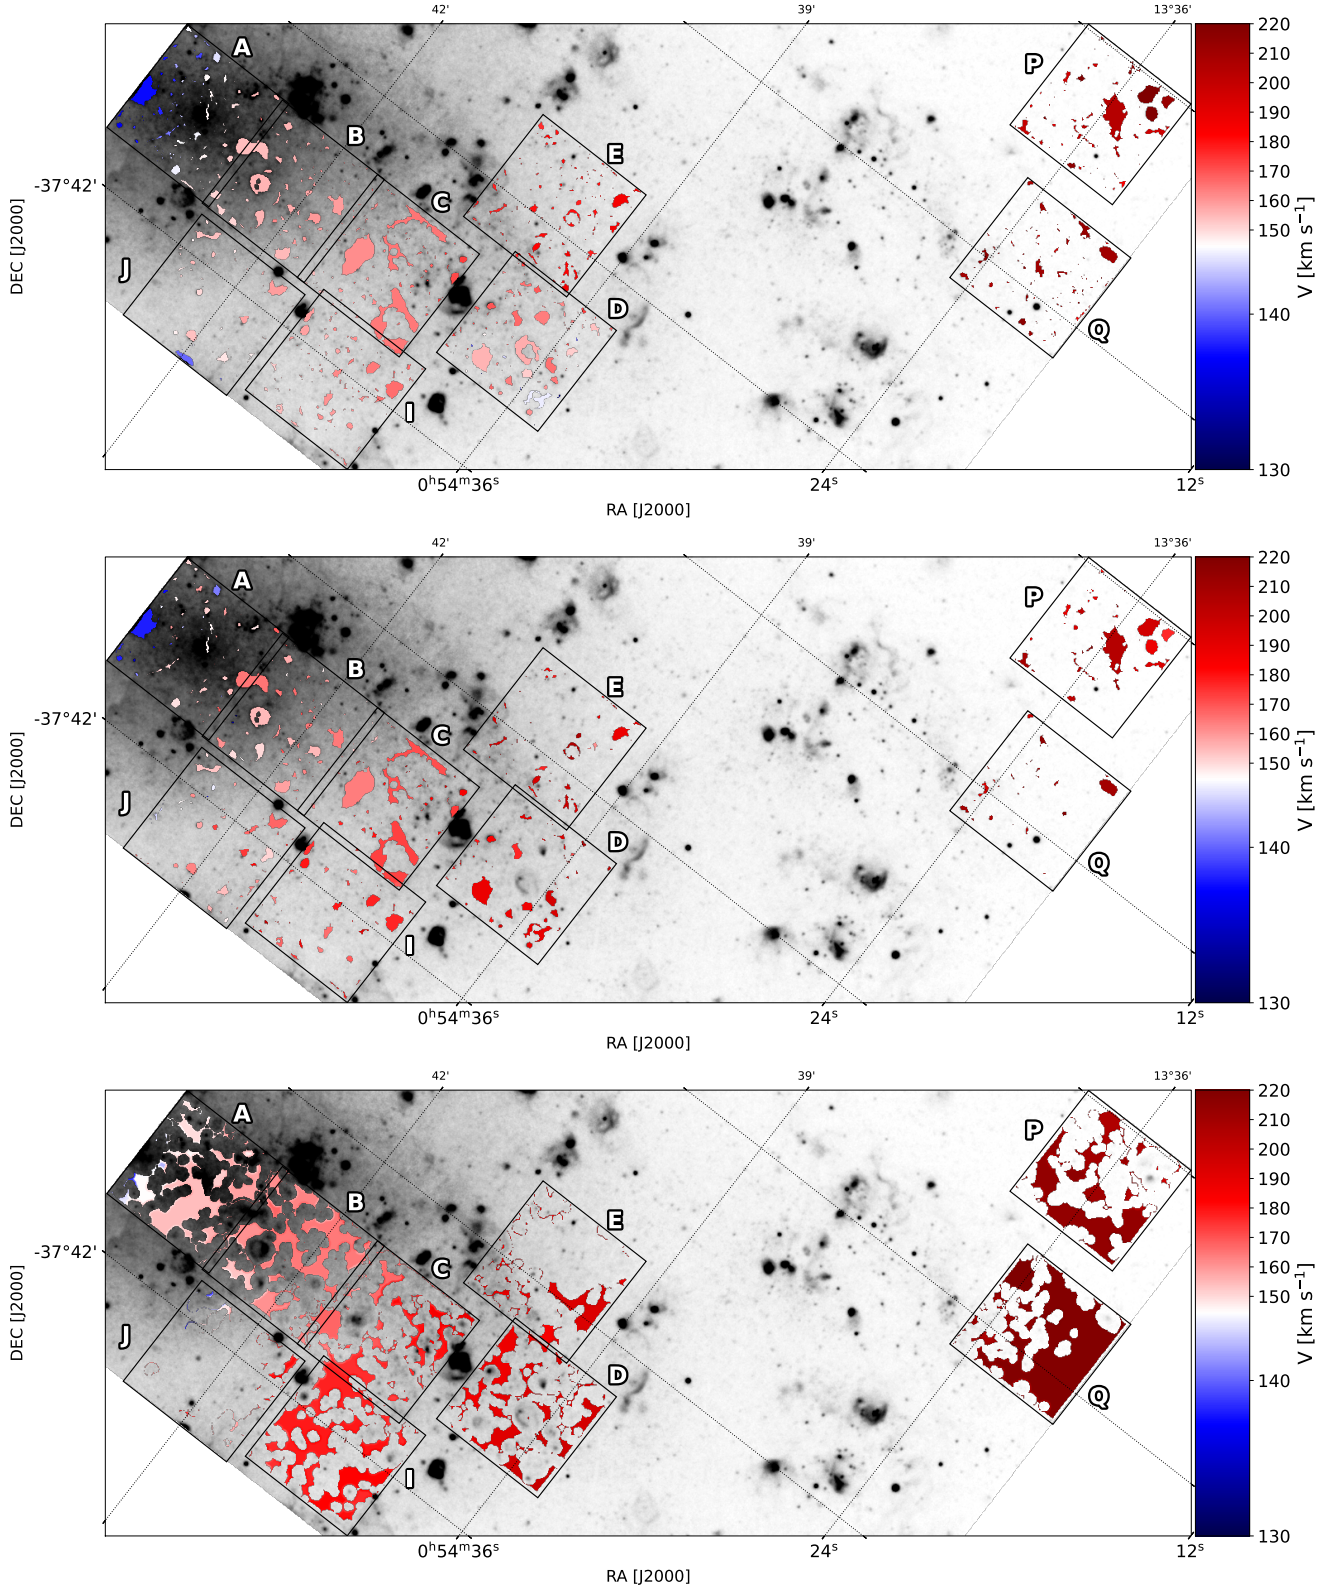 42' 39' 13°36'
A P 220
B 210
200
E 190
-37°42' C 180
170
J 160
150
D 140
Q
I
130
0ʰ54ᵐ36ˢ 24ˢ 12ˢ
RA [J2000]
DEC [J2000]
V [km s⁻¹]
42' 39' 13°36'
A P 220
B 210
200
E 190
-37°42' C 180
170
J 160
150
D 140
Q
I
130
0ʰ54ᵐ36ˢ 24ˢ 12ˢ
RA [J2000]
DEC [J2000]
V [km s⁻¹]
42' 39' 13°36'
A P 220
B 210
200
E 190
-37°42' C 180
170
J 160
150
D 140
Q
I
130
0ʰ54ᵐ36ˢ 24ˢ 12ˢ
RA [J2000]
DEC [J2000]
V [km s⁻¹]